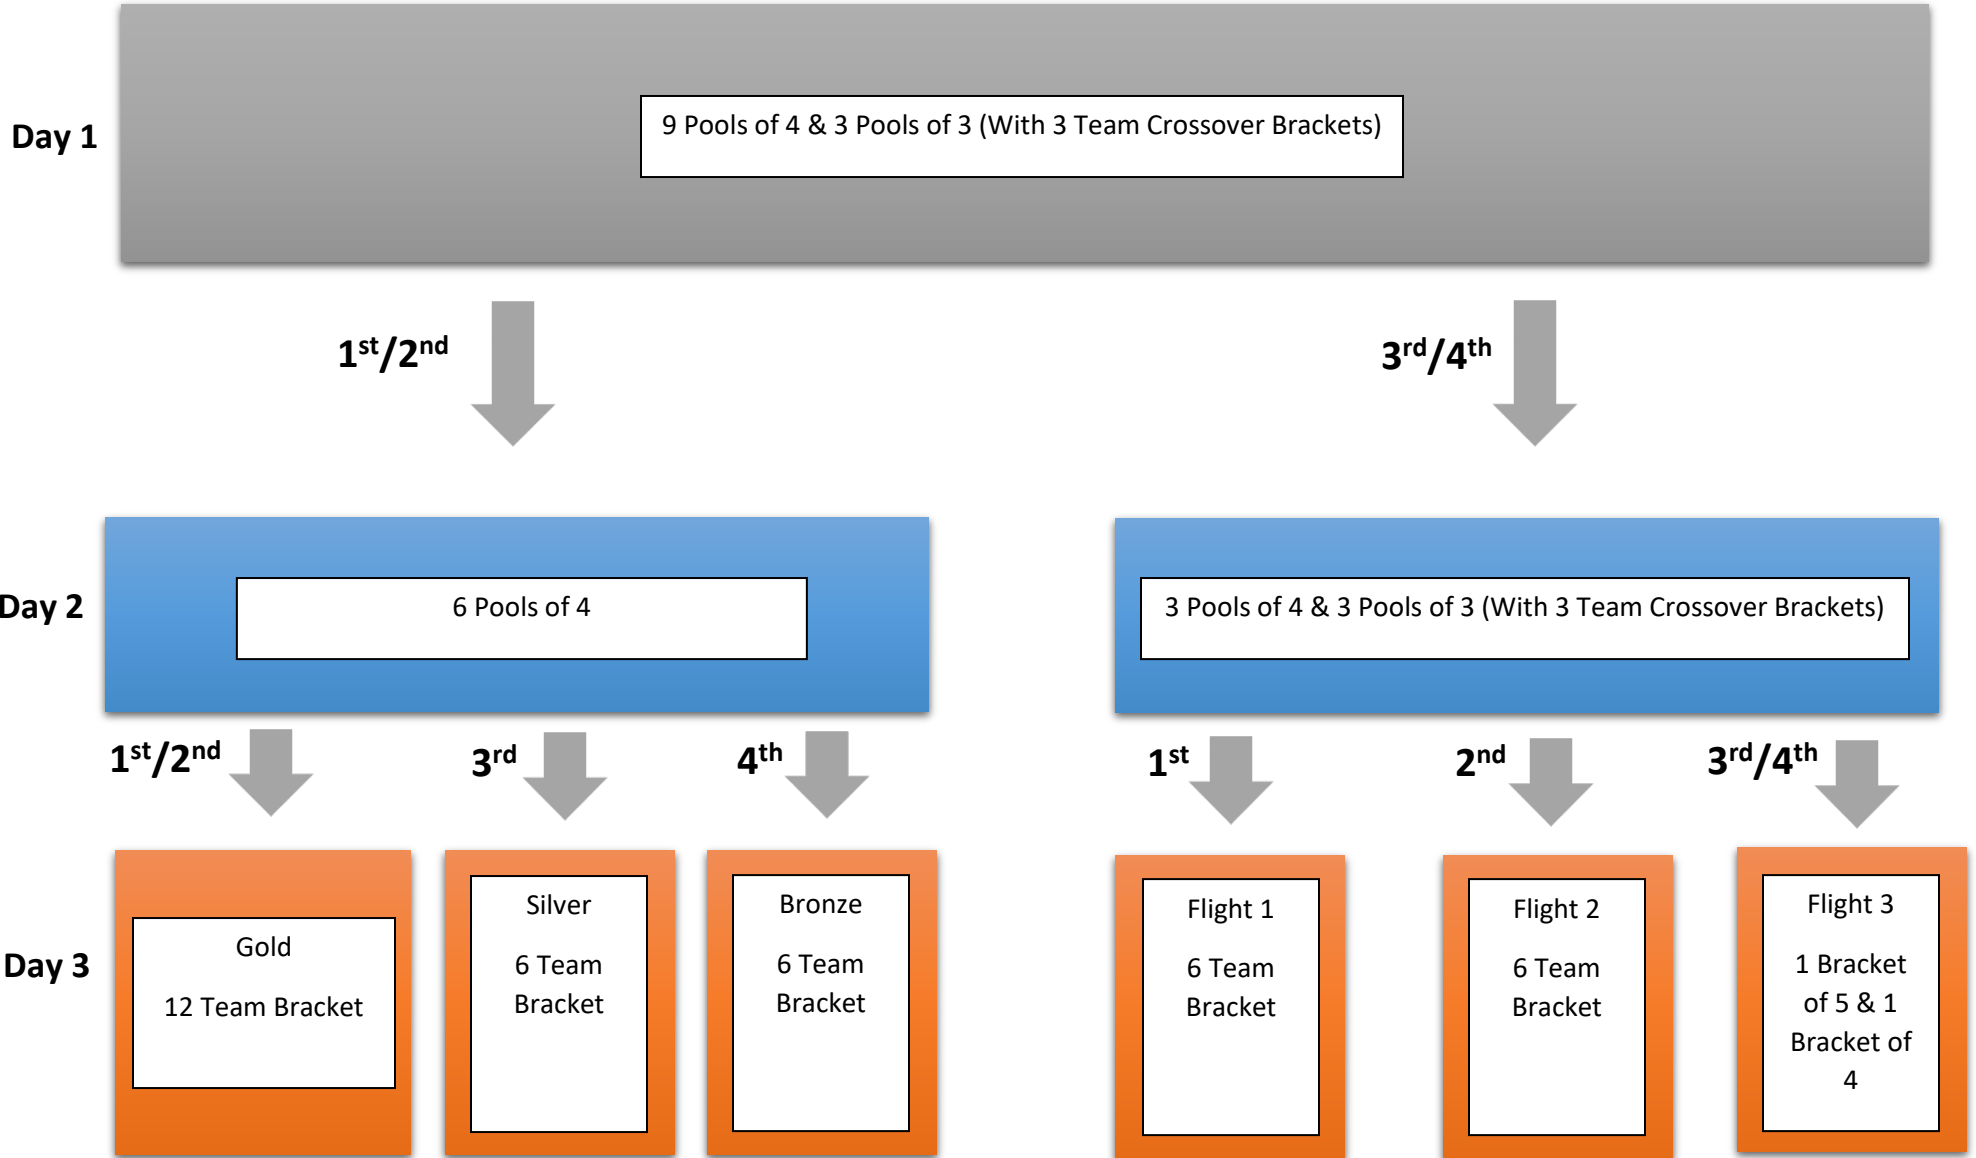 Day 1
9 Pools of 4 & 3 Pools of 3 (With 3 Team Crossover Brackets)
1st/2nd
3rd/4th
Day 2
6 Pools of 4
3 Pools of 4 & 3 Pools of 3 (With 3 Team Crossover Brackets)
1st/2nd
3rd
4th
1st
2nd
3rd/4th
Day 3
Gold
12 Team Bracket
Silver
6 Team
Bracket
Bronze
6 Team
Bracket
Flight 1
6 Team
Bracket
Flight 2
6 Team
Bracket
Flight 3
1 Bracket
of 5 & 1
Bracket of
4